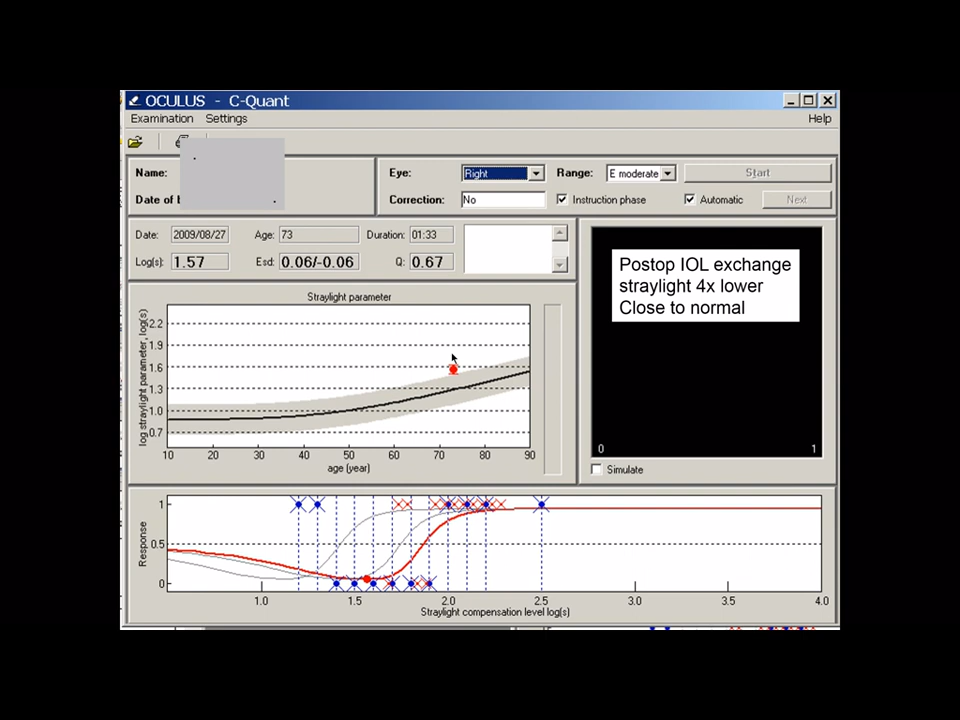 OCULUS - C-Quant
Examination Settings Help
Name:
Date of b
Eye: Right Range: E moderate Start
Correction: No Instruction phase Automatic Next
Date: 2009/08/27 Age: 73 Duration: 01:33
Log(s): 1.57 Esd: 0.06/-0.06 Q: 0.67
Postop IOL exchange
straylight 4x lower
Close to normal
0 1
Simulate
Straylight parameter
log straylight parameter, log(s)
2.2
1.9
1.6
1.3
1.0
0.7
10 20 30 40 50 60 70 80 90
age (year)
Response
1
0.5
0
1.0 1.5 2.0 2.5 3.0 3.5 4.0
Straylight compensation level log(s)